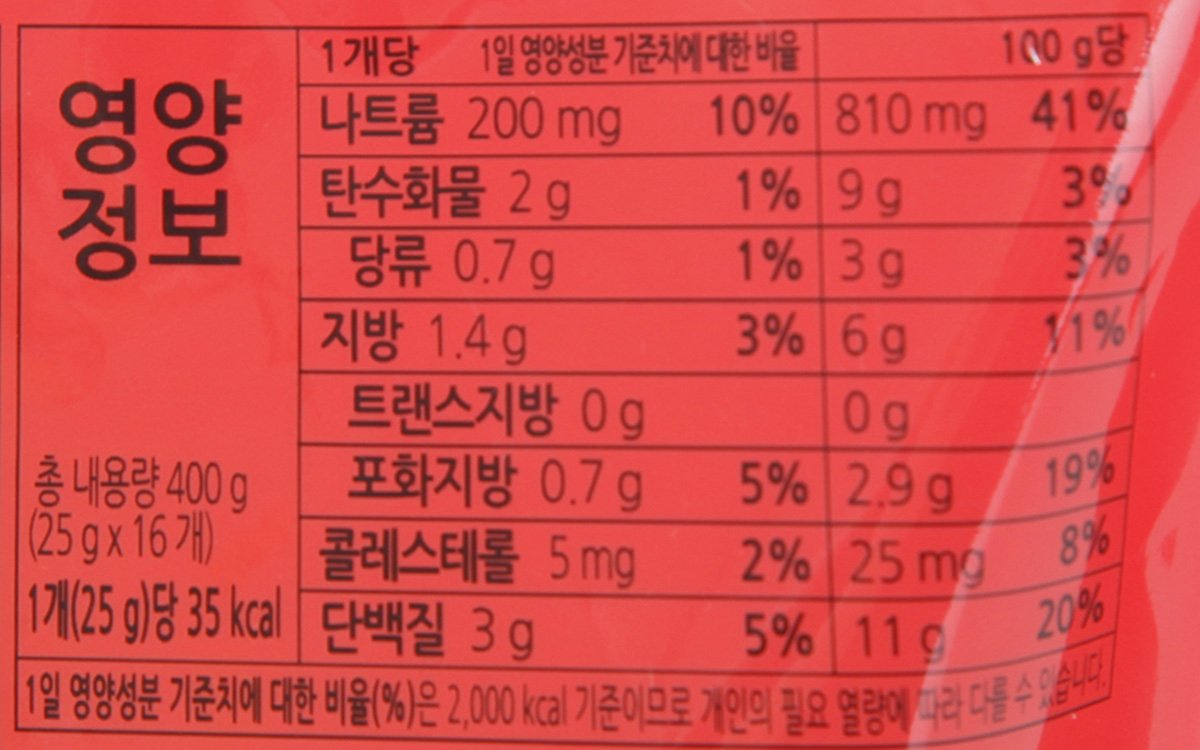 영양
정보
총 내용량 400 g
(25 g x 16 개)
1개(25 g)당 35 kcal
1개당 1일 영양성분 기준치에 대한 비율 100 g당
나트륨 200 mg 10% 810 mg 41%
탄수화물 2 g 1% 9 g 3%
당류 0.7 g 1% 3 g 3%
지방 1.4 g 3% 6 g 11%
트랜스지방 0 g 0 g
포화지방 0.7 g 5% 2.9 g 19%
콜레스테롤 5 mg 2% 25 mg 8%
단백질 3 g 5% 11 g 20%
1일 영양성분 기준치에 대한 비율(%)은 2,000 kcal 기준이므로 개인의 필요 열량에 따라 다를 수 있습니다.